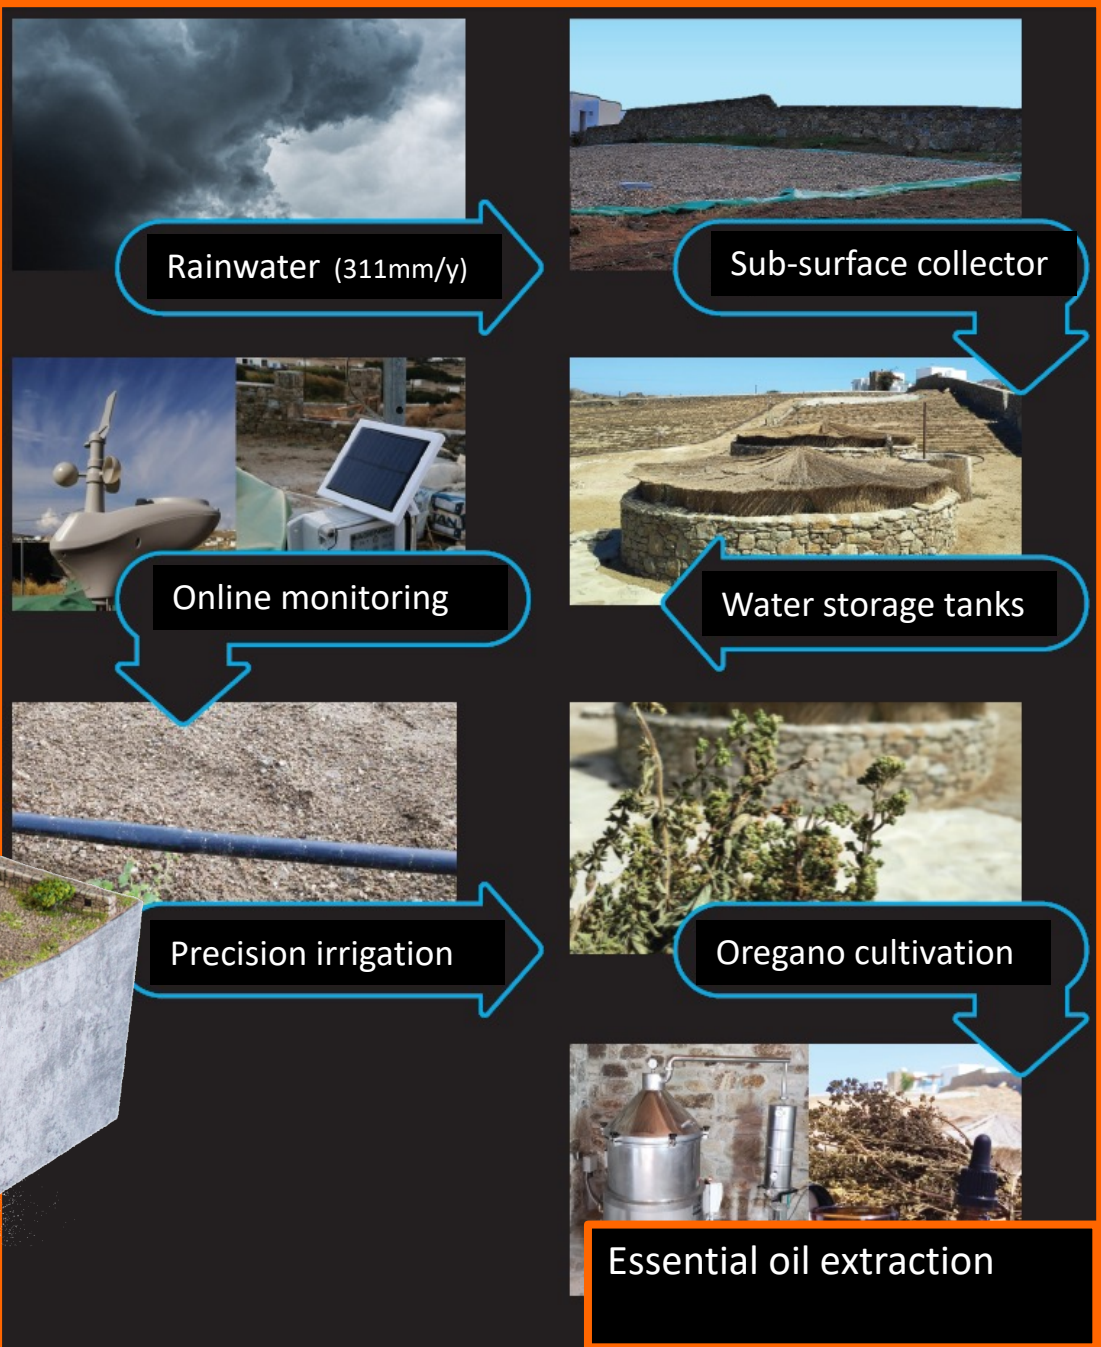 Rainwater (311mm/y)
Sub-surface collector
Water storage tanks
Online monitoring
Precision irrigation
Oregano cultivation
Essential oil extraction